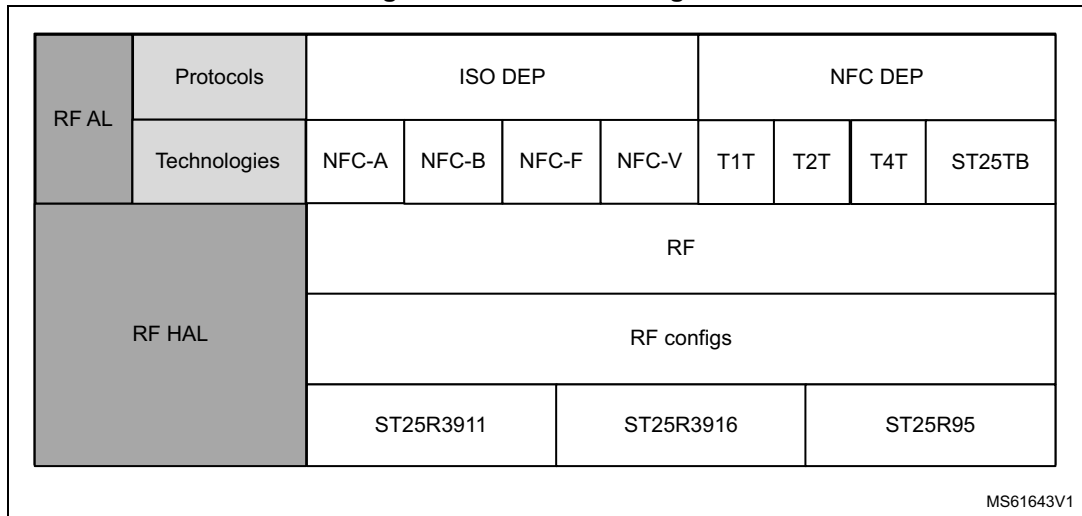 RF AL
Protocols
ISO DEP
NFC DEP
Technologies
NFC-A
NFC-B
NFC-F
NFC-V
T1T
T2T
T4T
ST25TB
RF HAL
RF
RF configs
ST25R3911
ST25R3916
ST25R95
MS61643V1